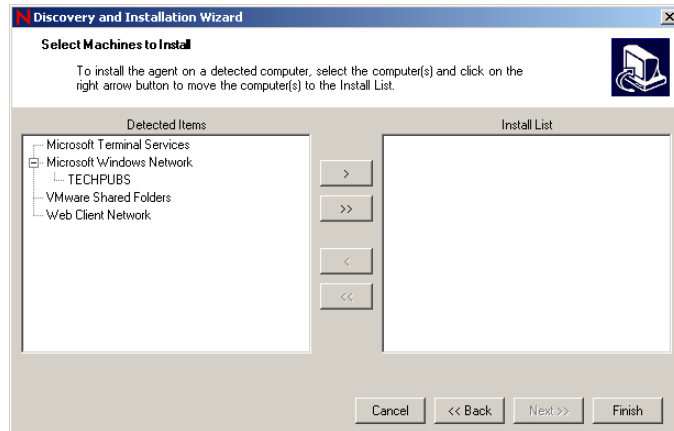 Discovery and Installation Wizard
Select Machines to Install
To install the agent on a detected computer, select the computer(s) and click on the
right arrow button to move the computer(s) to the Install List.
Detected Items
Install List
Microsoft Terminal Services
Microsoft Windows Network
TECHPUBS
VMware Shared Folders
Web Client Network
>
>>
<
<<
Cancel
<< Back
Next >>
Finish